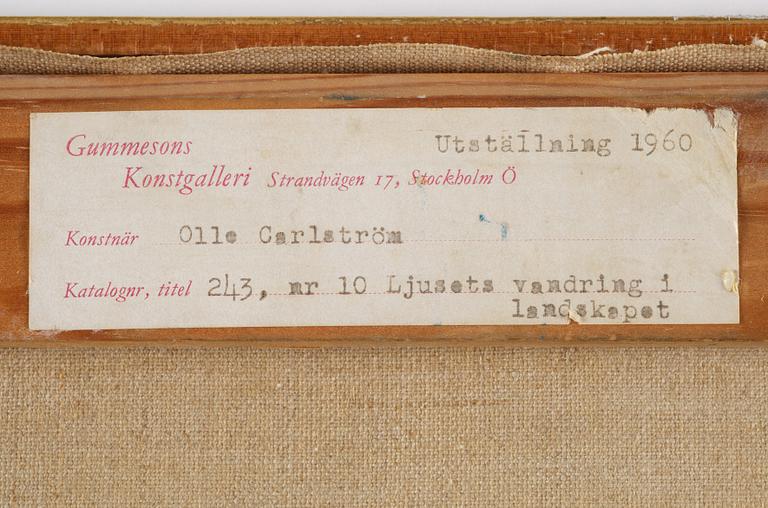 Gummesons Utställning 1960
Konstgalleri Strandvägen 17, Stockholm Ö
Konstnär Olle Carlström
Katalognr, titel 243, nr 10 Ljusets vandring i
landskapet